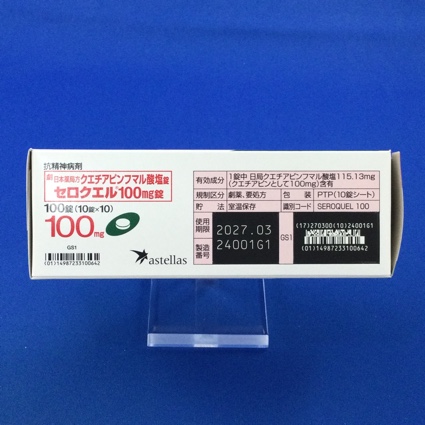 抗精神病剤
劇 日本薬局方 クエチアピンフマル酸塩錠
セロクエル®100mg錠
100錠(10錠×10)
100mg
GS1
(01)14987233100642
astellas
有効成分 1錠中 日局クエチアピンフマル酸塩115.13mg
(クエチアピンとして100mg)含有
規制区分 劇薬、要処方 包装 PTP(10錠シート)
貯法 室温保存 識別コード SEROQUEL 100
使用期限 2027.03
製造番号 24001G1
GS1
(17)270300(10)24001G1
(01)14987233100642